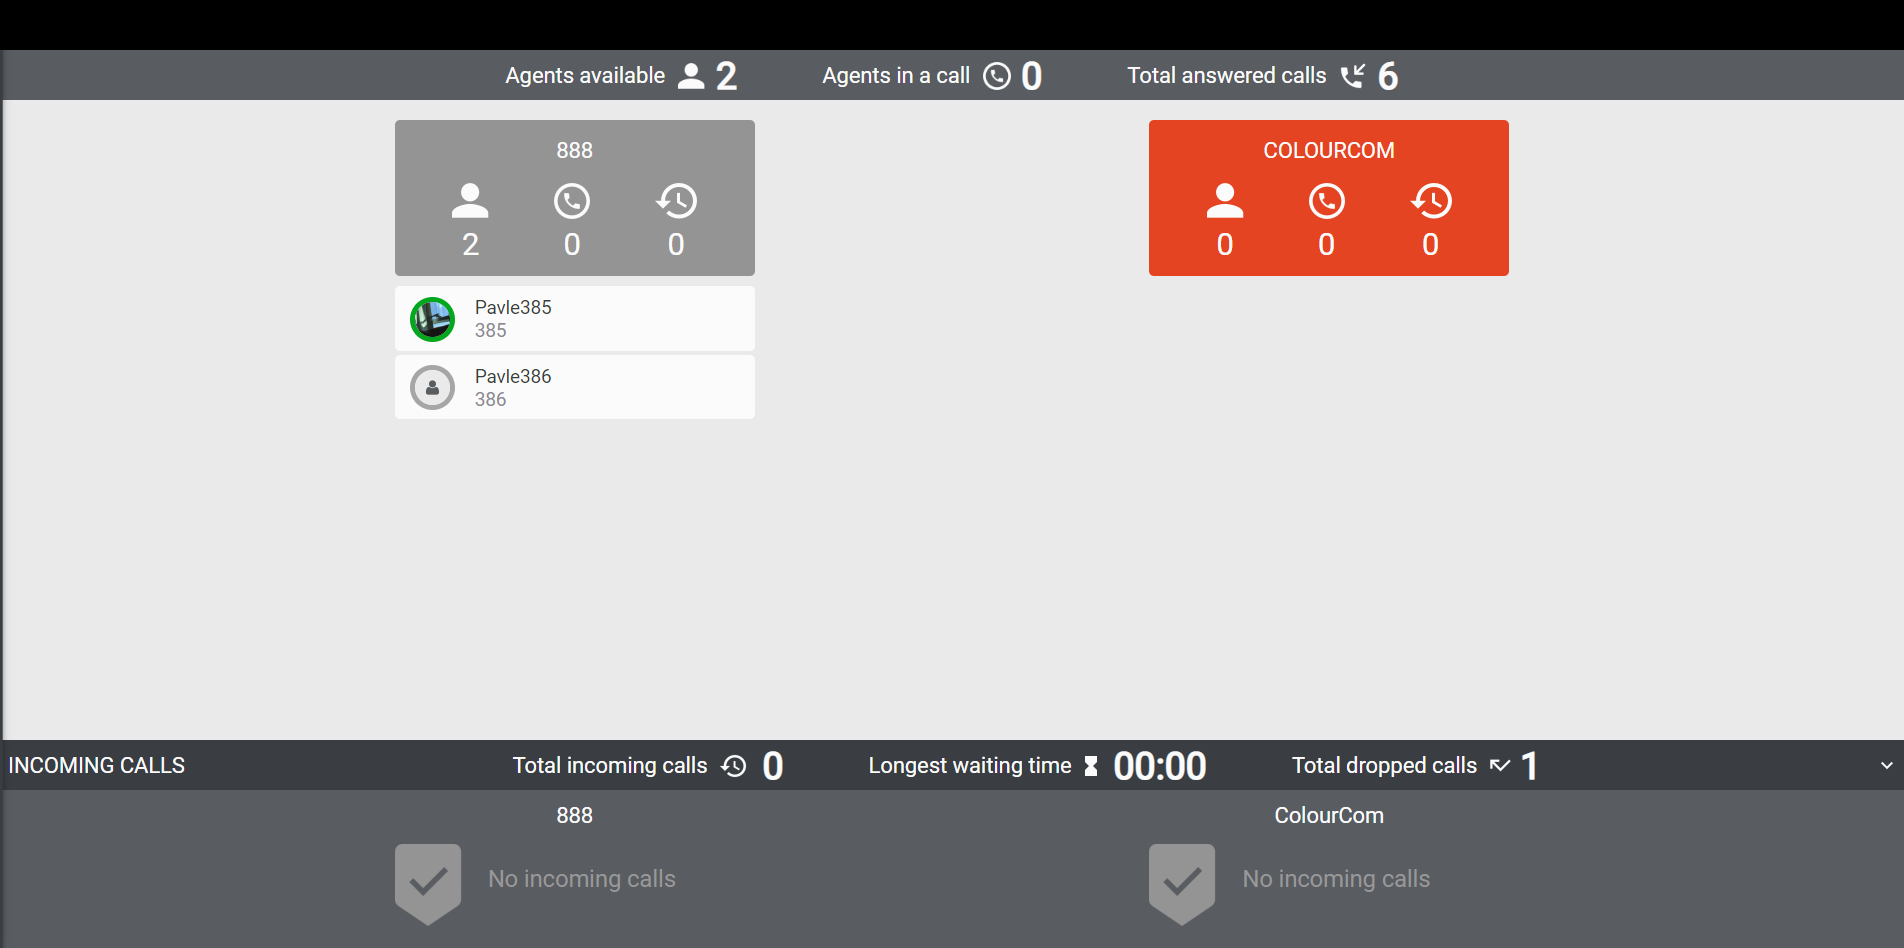 Agents available 2 Agents in a call 0 Total answered calls 6
888
2 0 0
Pavle385
385
Pavle386
386
COLOURCOM
0 0 0
INCOMING CALLS Total incoming calls 0 Longest waiting time 00:00 Total dropped calls 1
888
No incoming calls
ColourCom
No incoming calls